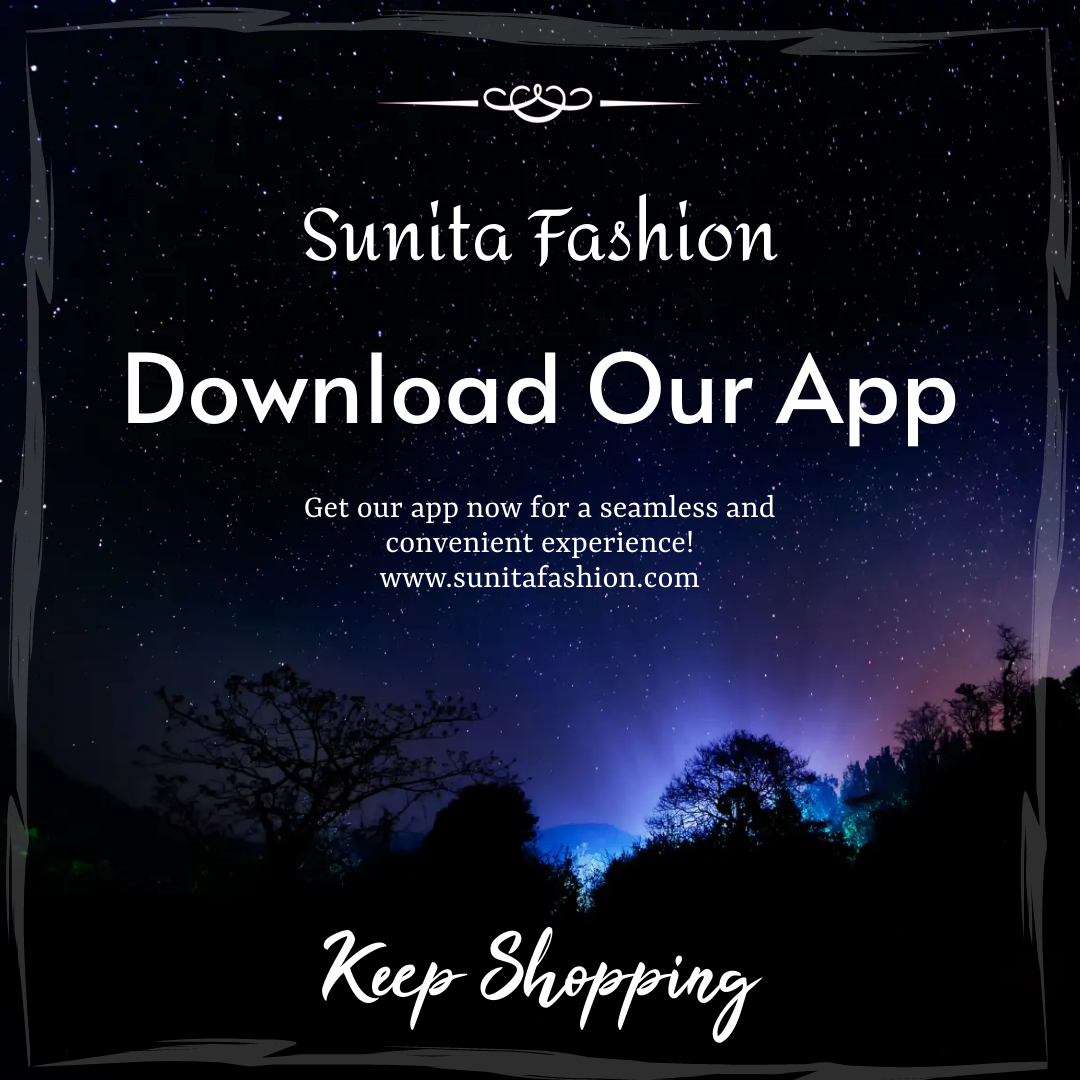 Sunita Fashion
Download Our App
Get our app now for a seamless and
convenient experience!
www.sunitafashion.com
Keep Shopping